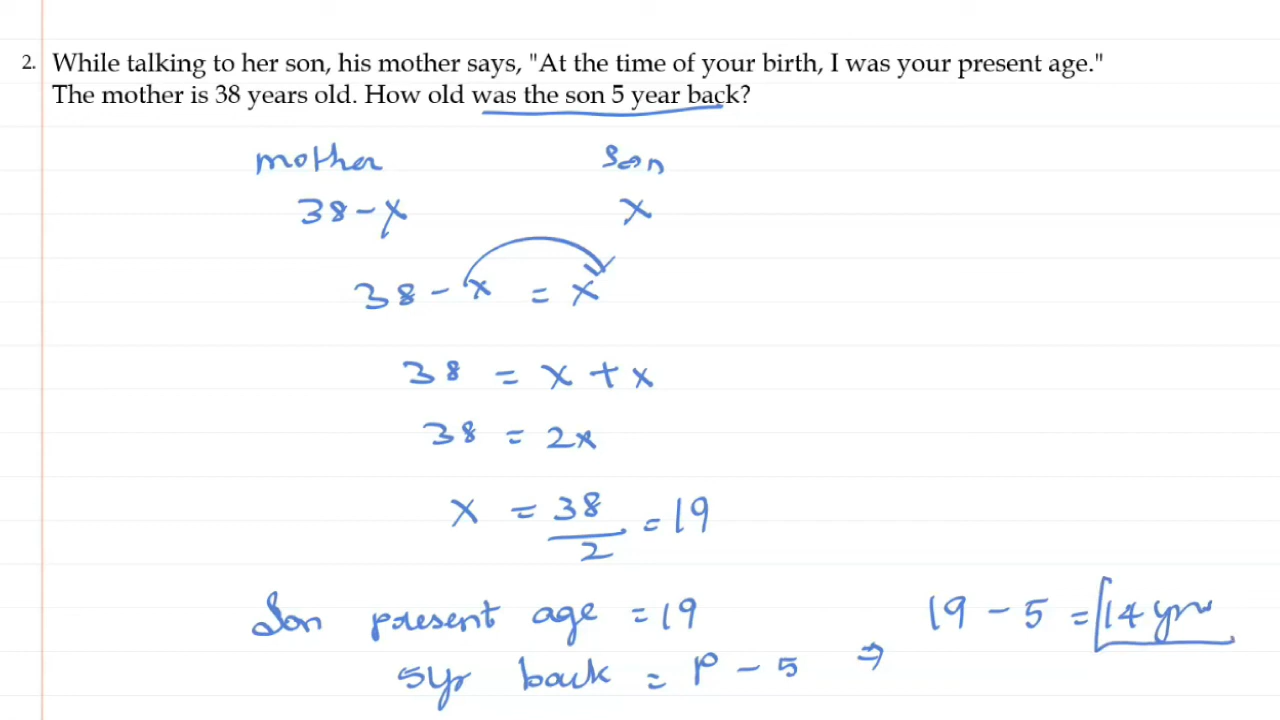 2. While talking to her son, his mother says, "At the time of your birth, I was your present age."
The mother is 38 years old. How old was the son 5 year back?
mother son
38 - x x
38 - x = x
38 = x + x
38 = 2x
x = 38/2 = 19
Son present age = 19
5yr back = P - 5 ⇒ 19 - 5 = 14 yrs